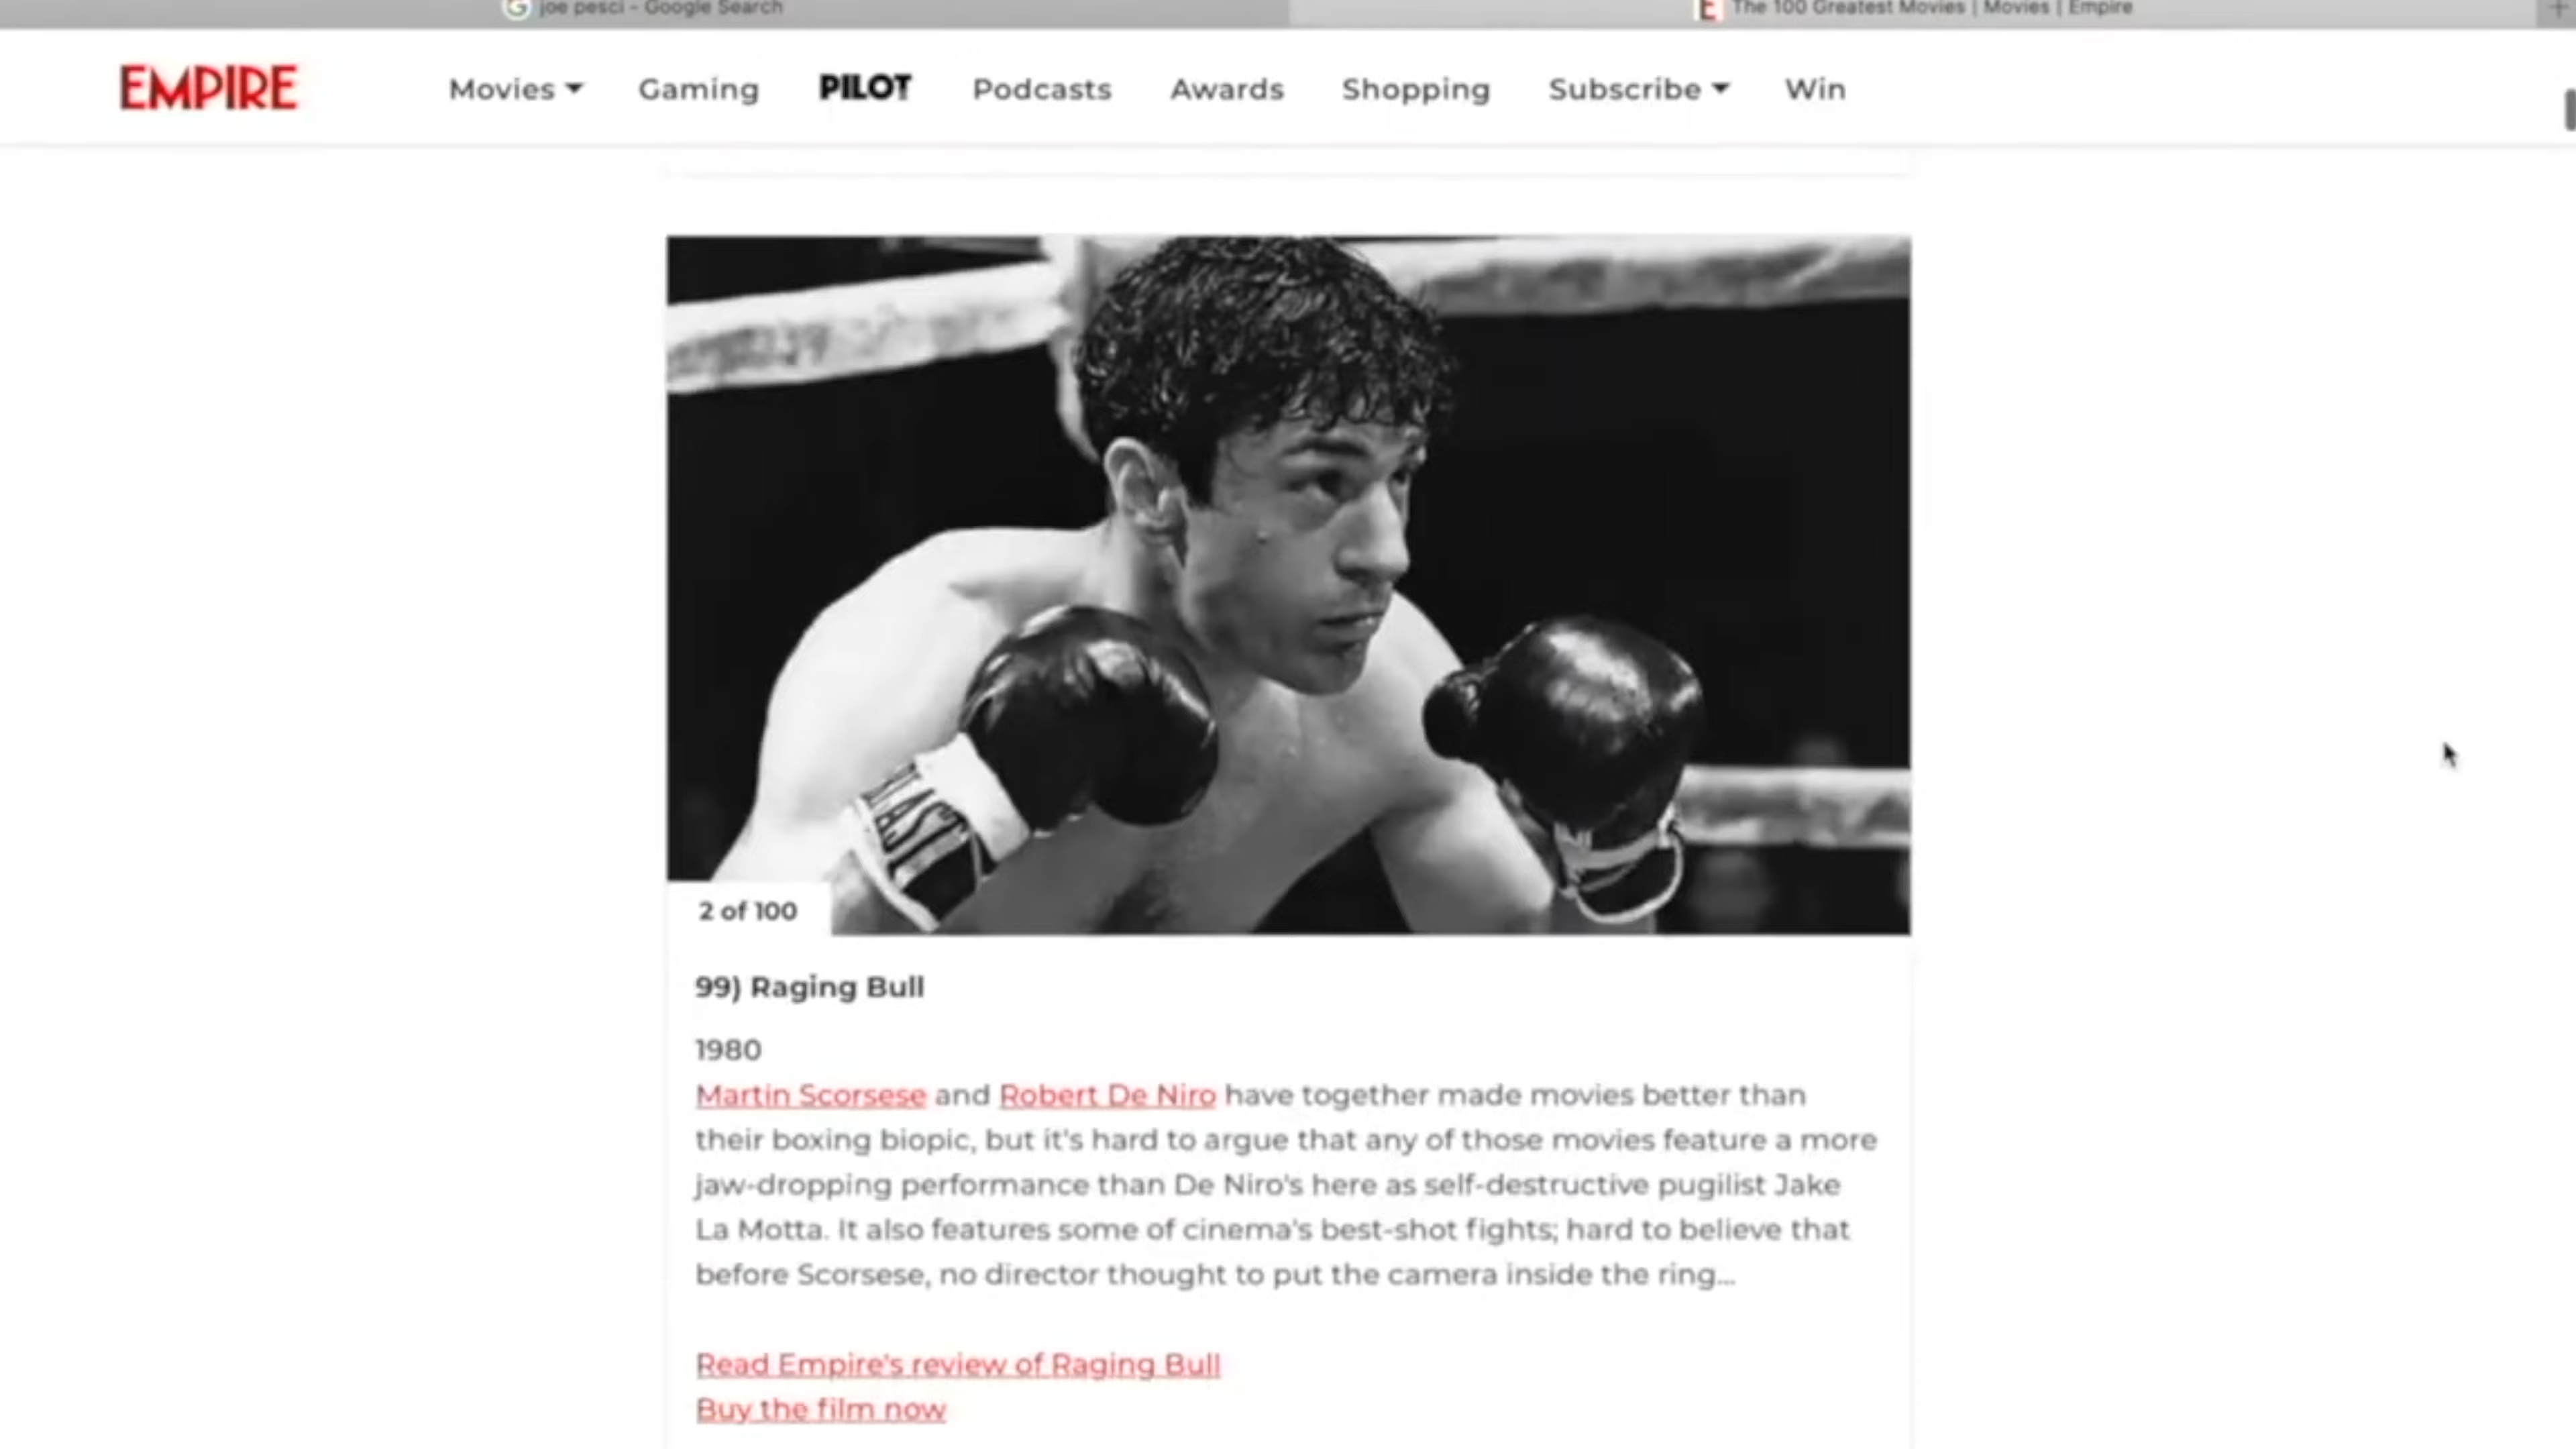 joe pesci - Google Search
The 100 Greatest Movies | Movies | Empire
EMPIRE
Movies
Gaming
PILOT
Podcasts
Awards
Shopping
Subscribe
Win
2 of 100
99) Raging Bull
1980
Martin Scorsese and Robert De Niro have together made movies better than
their boxing biopic, but it's hard to argue that any of those movies feature a more
jaw-dropping performance than De Niro's here as self-destructive pugilist Jake
La Motta. It also features some of cinema's best-shot fights; hard to believe that
before Scorsese, no director thought to put the camera inside the ring...
Read Empire's review of Raging Bull
Buy the film now